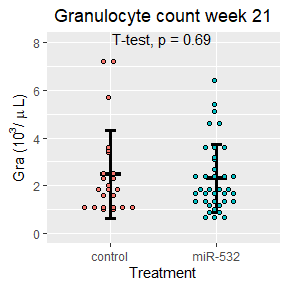 Granulocyte count week 21
T-test, p = 0.69
Gra (10³/ μ L)
8
6
4
2
0
control miR-532
Treatment